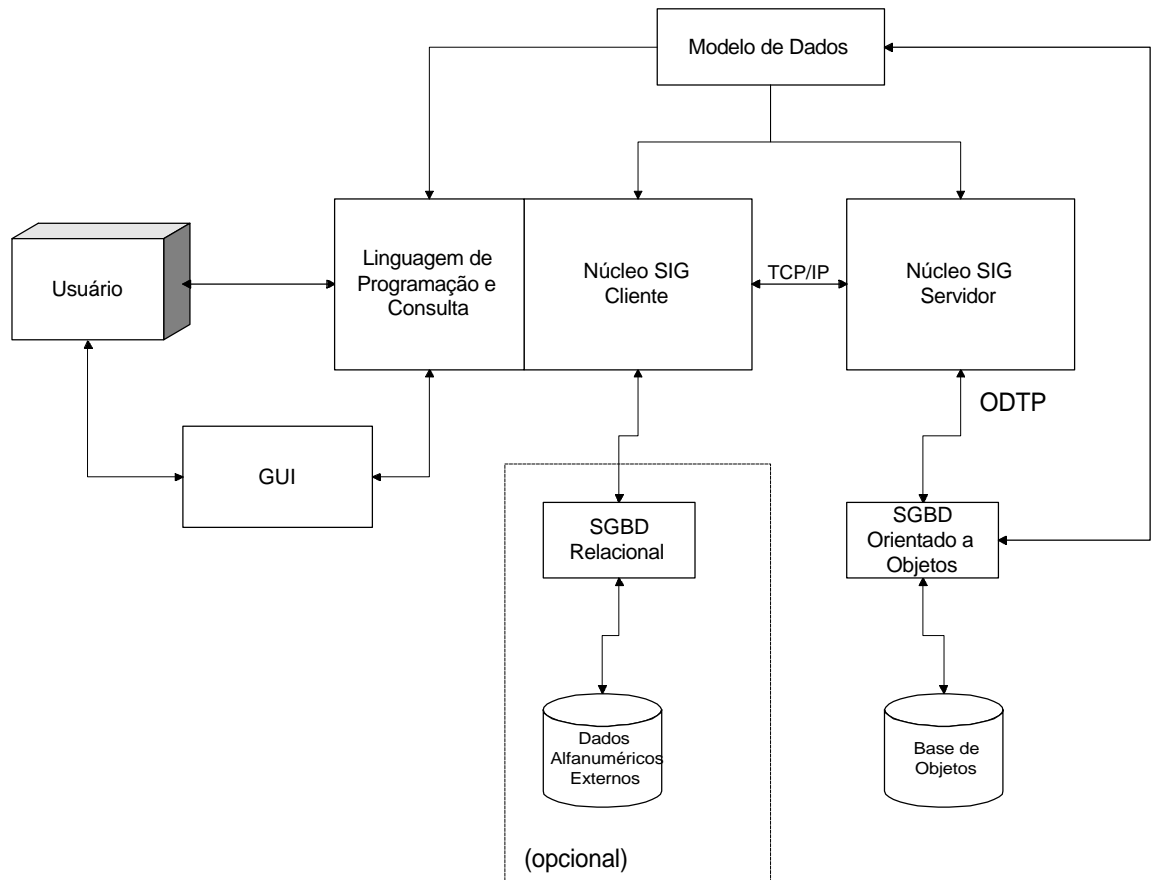 Modelo de Dados
Usuário
Linguagem de
Programação e
Consulta
Núcleo SIG
Cliente
TCP/IP
Núcleo SIG
Servidor
ODTP
GUI
SGBD
Relacional
SGBD
Orientado a
Objetos
Dados
Alfanuméricos
Externos
Base de
Objetos
(opcional)